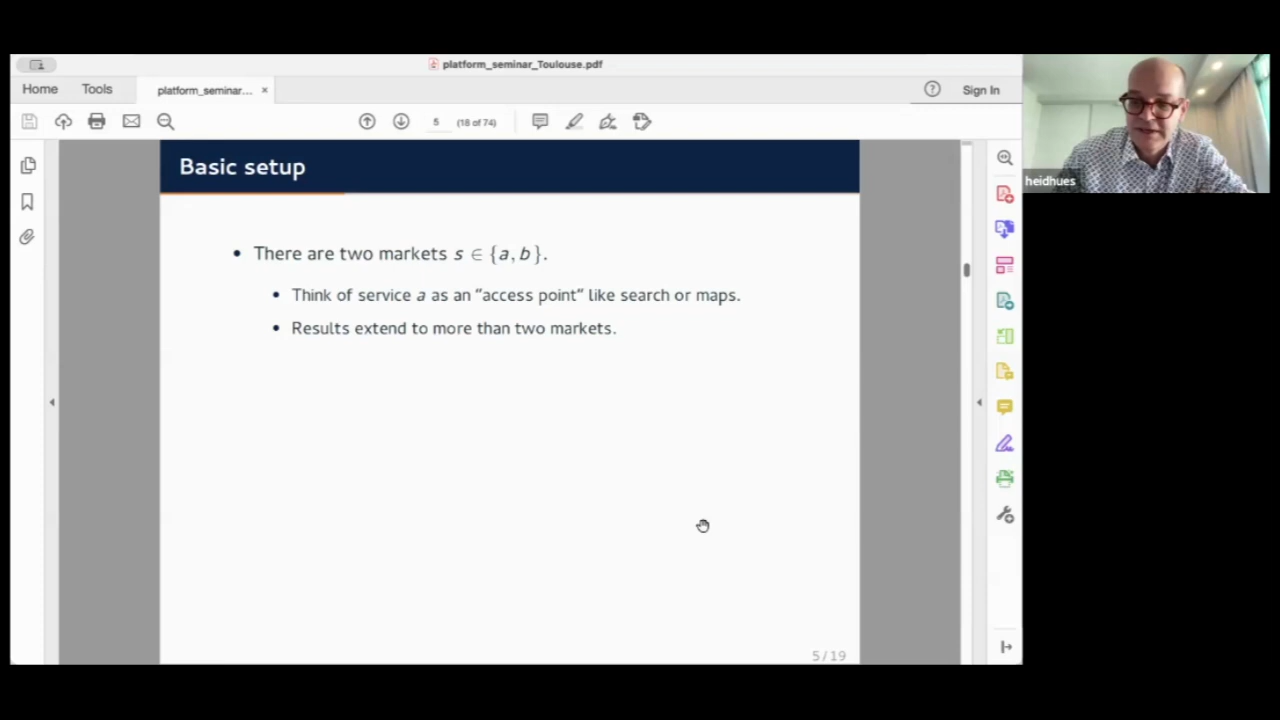 platform_seminar_Toulouse.pdf
Home Tools platform_seminar... × ? Sign In
5 (18 of 74)
Basic setup
heidhues
• There are two markets s ∈ {a, b}.
• Think of service a as an “access point” like search or maps.
• Results extend to more than two markets.
5 / 19